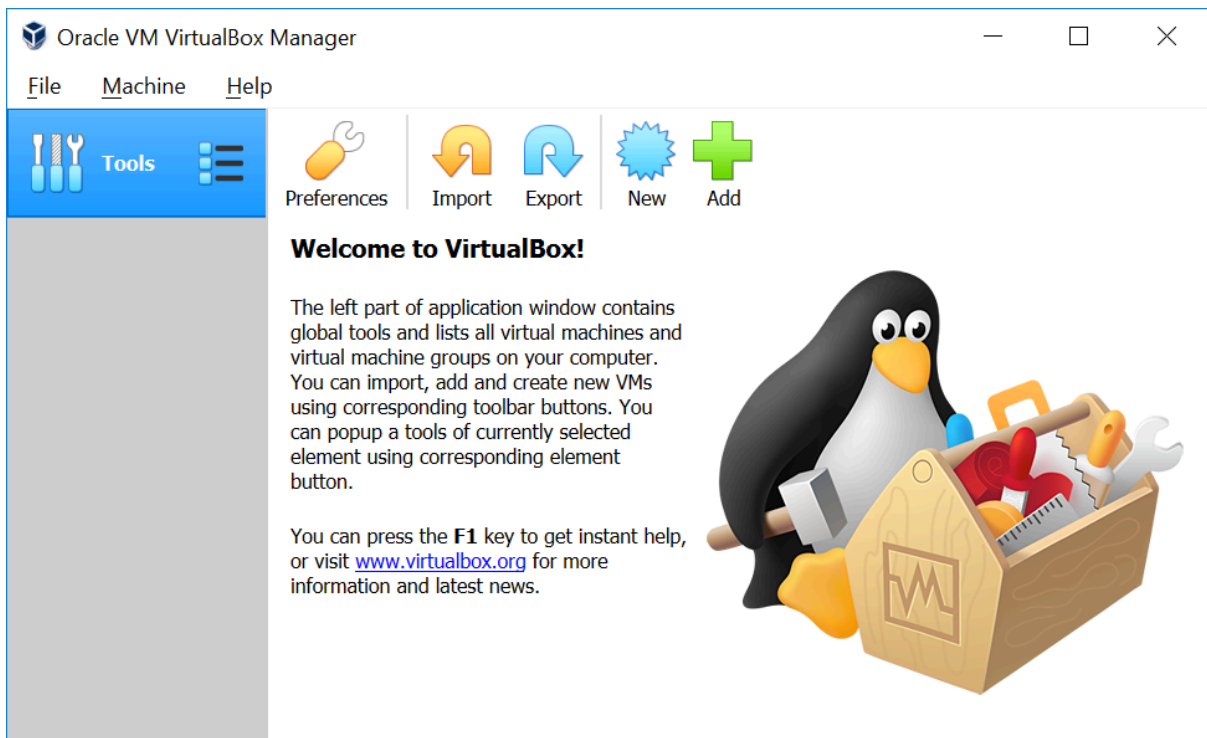 Oracle VM VirtualBox Manager
File Machine Help
Tools
Preferences Import Export New Add
Welcome to VirtualBox!
The left part of application window contains
global tools and lists all virtual machines and
virtual machine groups on your computer.
You can import, add and create new VMs
using corresponding toolbar buttons. You
can popup a tools of currently selected
element using corresponding element
button.
You can press the F1 key to get instant help,
or visit www.virtualbox.org for more
information and latest news.
VM